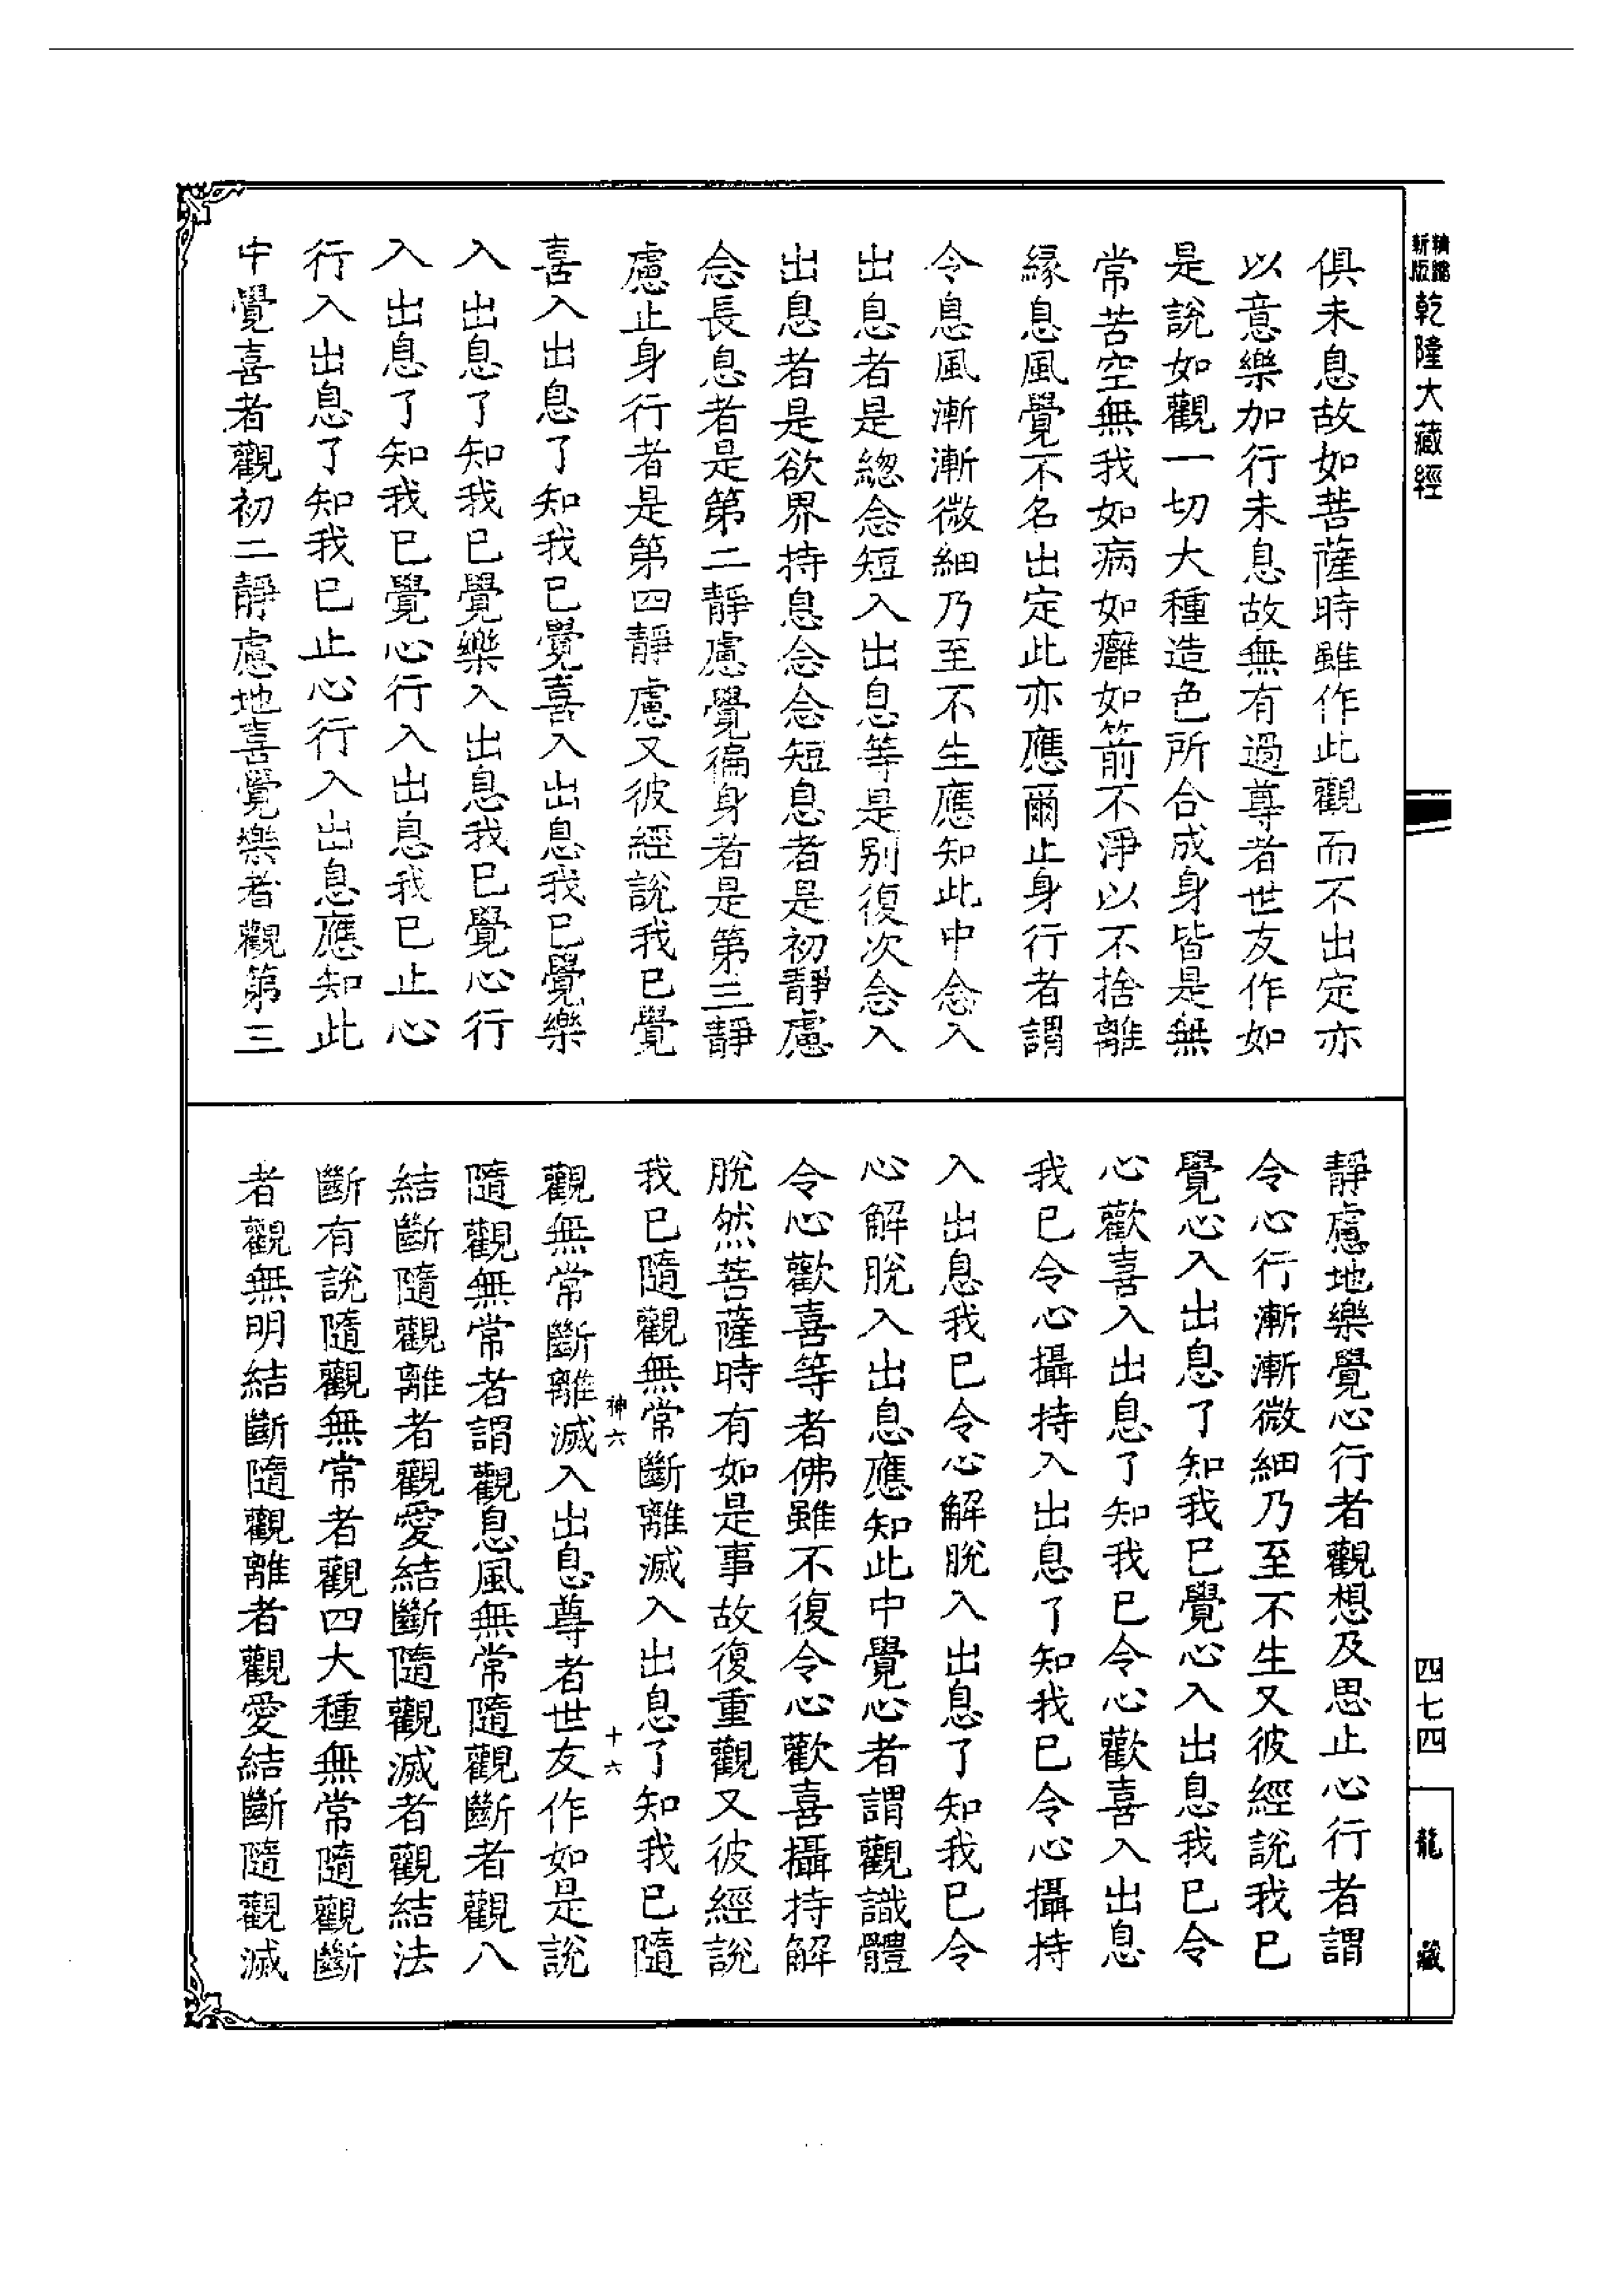 精縮
新版
乾隆大藏經
四七四
龍藏
俱未息故如菩薩時雖作此觀而不出定亦
以意樂加行未息故無有過尊者世友作如
是說如觀一切大種造色所合成身皆是無
常苦空無我如病如癰如箭不淨以不捨離
緣息風覺不名出定此亦應爾止身行者謂
令息風漸漸微細乃至不生應知此中念入
出息者是總念短入出息等是別復次念入
出息者是欲界持息念念短息者是初靜慮
念長息者是第二靜慮覺徧身者是第三靜
慮止身行者是第四靜慮又彼經說我已覺
喜入出息了知我已覺喜入出息我已覺樂
入出息了知我已覺樂入出息我已覺心行
入出息了知我已覺心行入出息我已止心
行入出息了知我已止心行入出息應知此
中覺喜者觀初二靜慮地喜覺樂者觀第三
靜慮地樂覺心行者觀想及思止心行者謂
令心行漸漸微細乃至不生又彼經說我已
覺心入出息了知我已覺心入出息我已令
心歡喜入出息了知我已令心歡喜入出息
我已令心攝持入出息了知我已令心攝持
入出息我已令心解脫入出息了知我已令
心解脫入出息應知此中覺心者謂觀識體
令心歡喜等者佛雖不復令心歡喜攝持解
脫然菩薩時有如是事故復重觀又彼經說
我已隨觀無常斷離滅入出息了知我已隨
神六 十六
觀無常斷離滅入出息尊者世友作如是說
隨觀無常者謂觀息風無常隨觀斷者觀八
結斷隨觀離者觀愛結斷隨觀滅者觀結法
斷有說隨觀無常者觀四大種無常隨觀斷
者觀無明結斷隨觀離者觀愛結斷隨觀滅